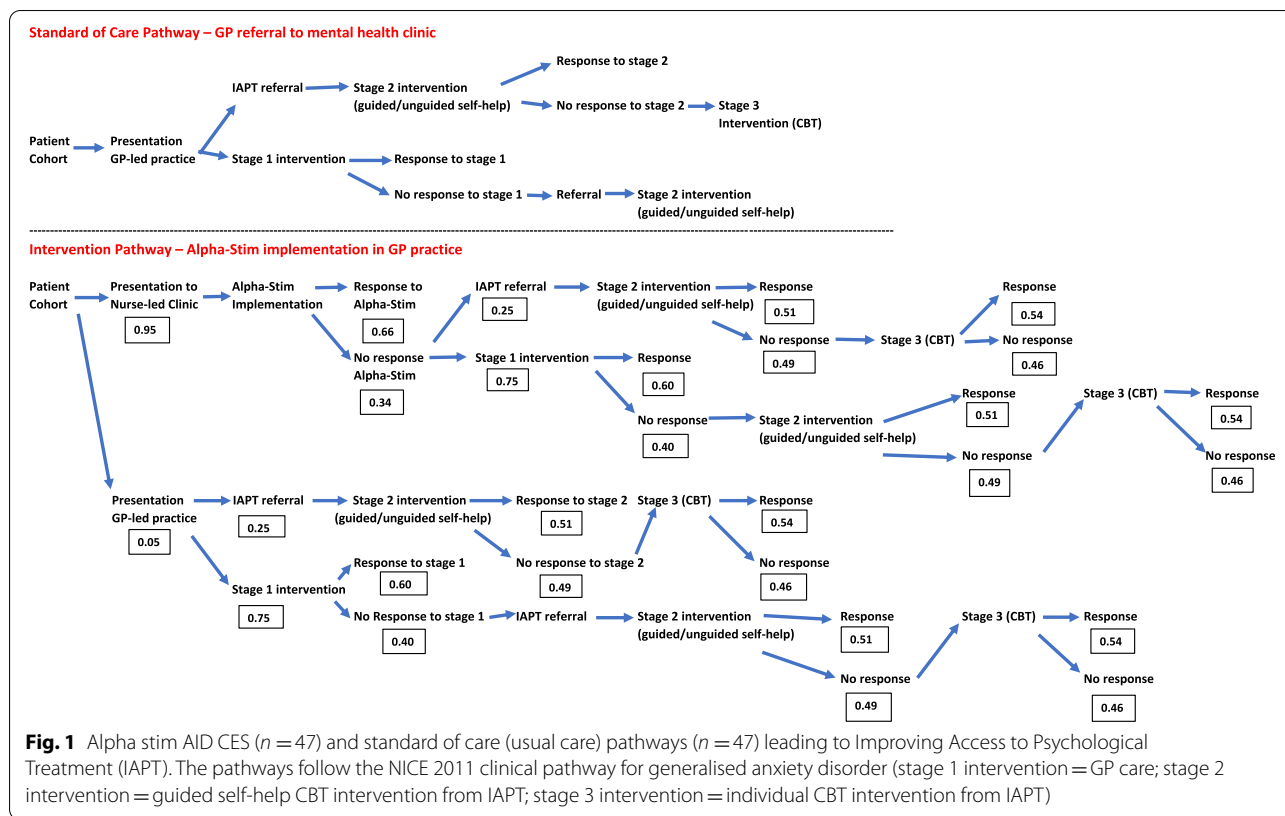 Standard of Care Pathway – GP referral to mental health clinic
Response to stage 2
IAPT referral
Stage 2 intervention
(guided/unguided self-help)
No response to stage 2
Stage 3
Intervention (CBT)
Patient
Cohort
Presentation
GP-led practice
Stage 1 intervention
Response to stage 1
No response to stage 1
Referral
Stage 2 intervention
(guided/unguided self-help)
Intervention Pathway – Alpha-Stim implementation in GP practice
Patient
Cohort
Presentation to
Nurse-led Clinic
0.95
Alpha-Stim
Implementation
Response to
Alpha-Stim
0.66
No response
Alpha-Stim
0.34
IAPT referral
0.25
Stage 2 intervention
(guided/unguided self-help)
Response
0.51
No response
0.49
Stage 3 (CBT)
Response
0.54
No response
0.46
Stage 1 intervention
0.75
Response
0.60
No response
0.40
Stage 2 intervention
(guided/unguided self-help)
Response
0.51
No response
0.49
Stage 3 (CBT)
Response
0.54
No response
0.46
Presentation
GP-led practice
0.05
IAPT referral
0.25
Stage 2 intervention
(guided/unguided self-help)
Response to stage 2
0.51
No response to stage 2
0.49
Stage 3 (CBT)
Response
0.54
No response
0.46
Stage 1 intervention
0.75
Response to stage 1
0.60
No Response to stage 1
0.40
IAPT referral
Stage 2 intervention
(guided/unguided self-help)
Response
0.51
No response
0.49
Stage 3 (CBT)
Response
0.54
No response
0.46
Fig. 1 Alpha stim AID CES (n = 47) and standard of care (usual care) pathways (n = 47) leading to Improving Access to Psychological
Treatment (IAPT). The pathways follow the NICE 2011 clinical pathway for generalised anxiety disorder (stage 1 intervention = GP care; stage 2
intervention = guided self-help CBT intervention from IAPT; stage 3 intervention = individual CBT intervention from IAPT)